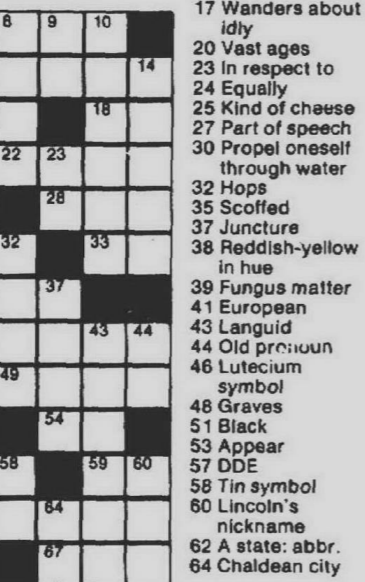 8 9 10
14
18
22 23
28
32 33
37
43 44
49
54
58 59 60
64
67
17 Wanders about
idly
20 Vast ages
23 In respect to
24 Equally
25 Kind of cheese
27 Part of speech
30 Propel oneself
through water
32 Hops
35 Scoffed
37 Juncture
38 Reddish-yellow
in hue
39 Fungus matter
41 European
43 Languid
44 Old pronoun
46 Lutecium
symbol
48 Graves
51 Black
53 Appear
57 DDE
58 Tin symbol
60 Lincoln's
nickname
62 A state: abbr.
64 Chaldean city